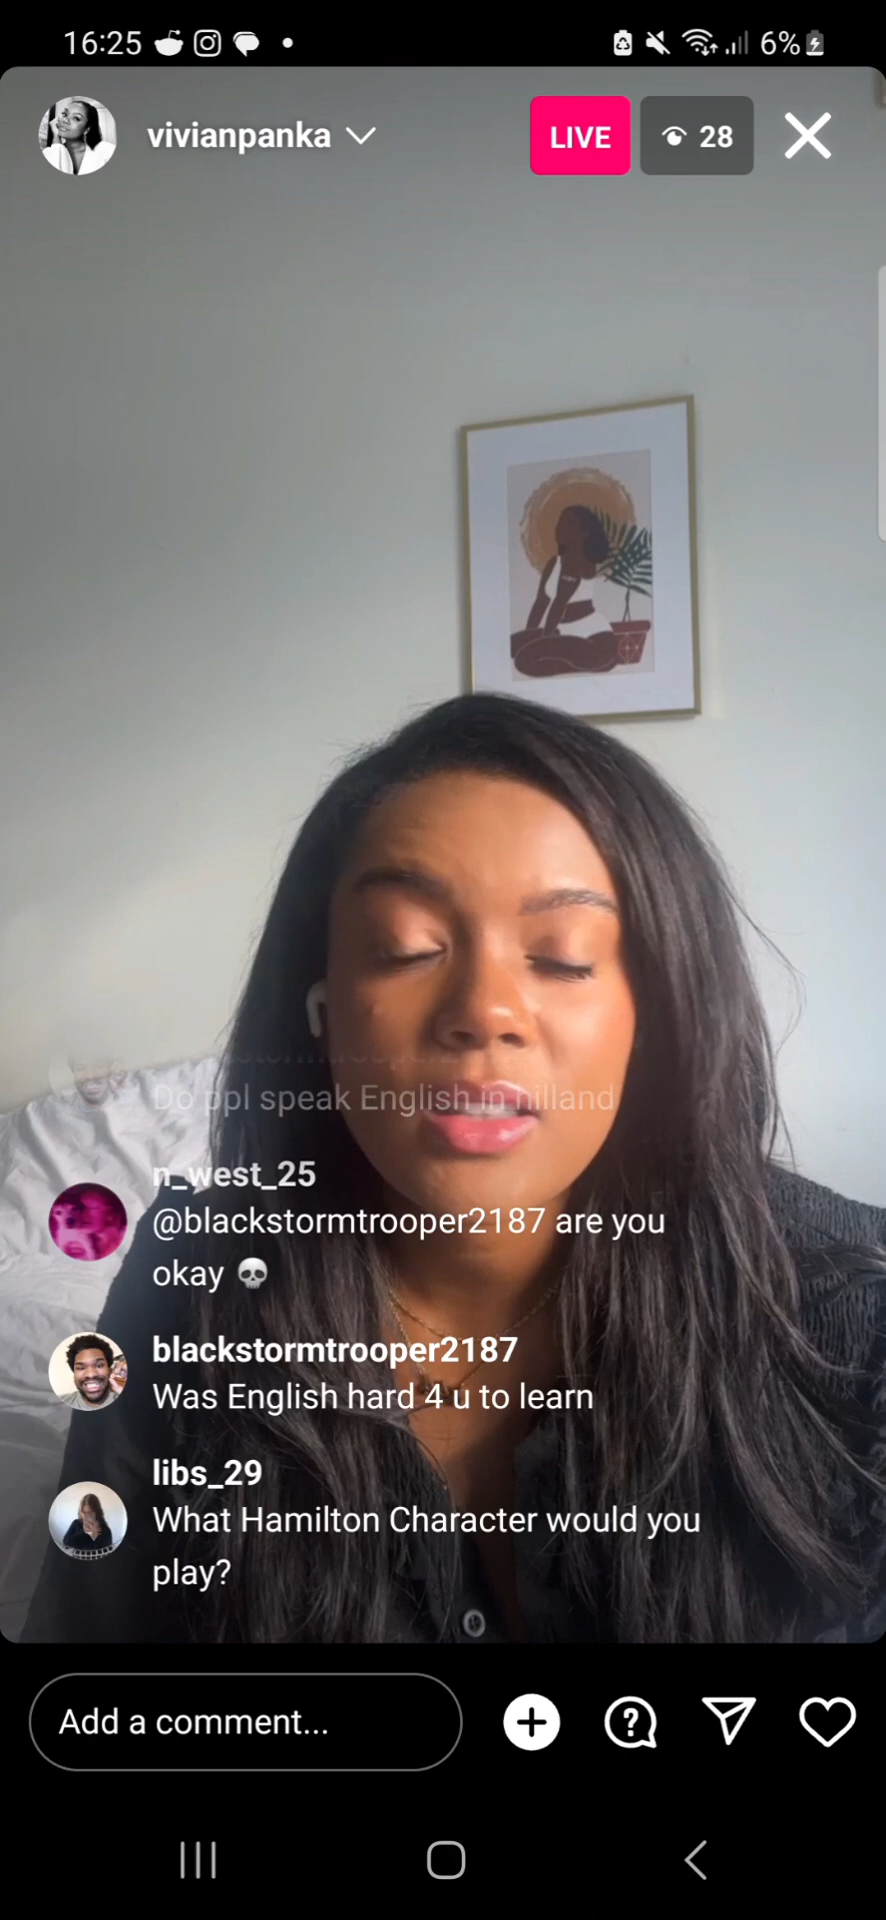 16:25
6%
vivianpanka
LIVE
28
Do ppl speak English in
n_west_25
@blackstormtrooper2187 are you
okay 💀
blackstormtrooper2187
Was English hard 4 u to learn
libs_29
What Hamilton Character would you
play?
Add a comment...